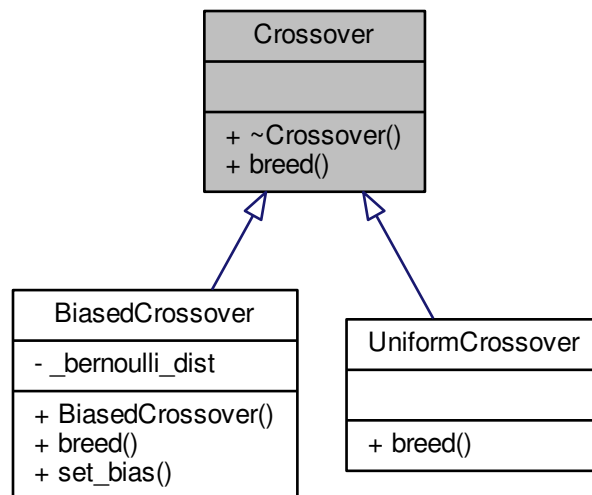 Crossover
+ ~Crossover()
+ breed()
BiasedCrossover
- _bernoulli_dist
+ BiasedCrossover()
+ breed()
+ set_bias()
UniformCrossover
+ breed()